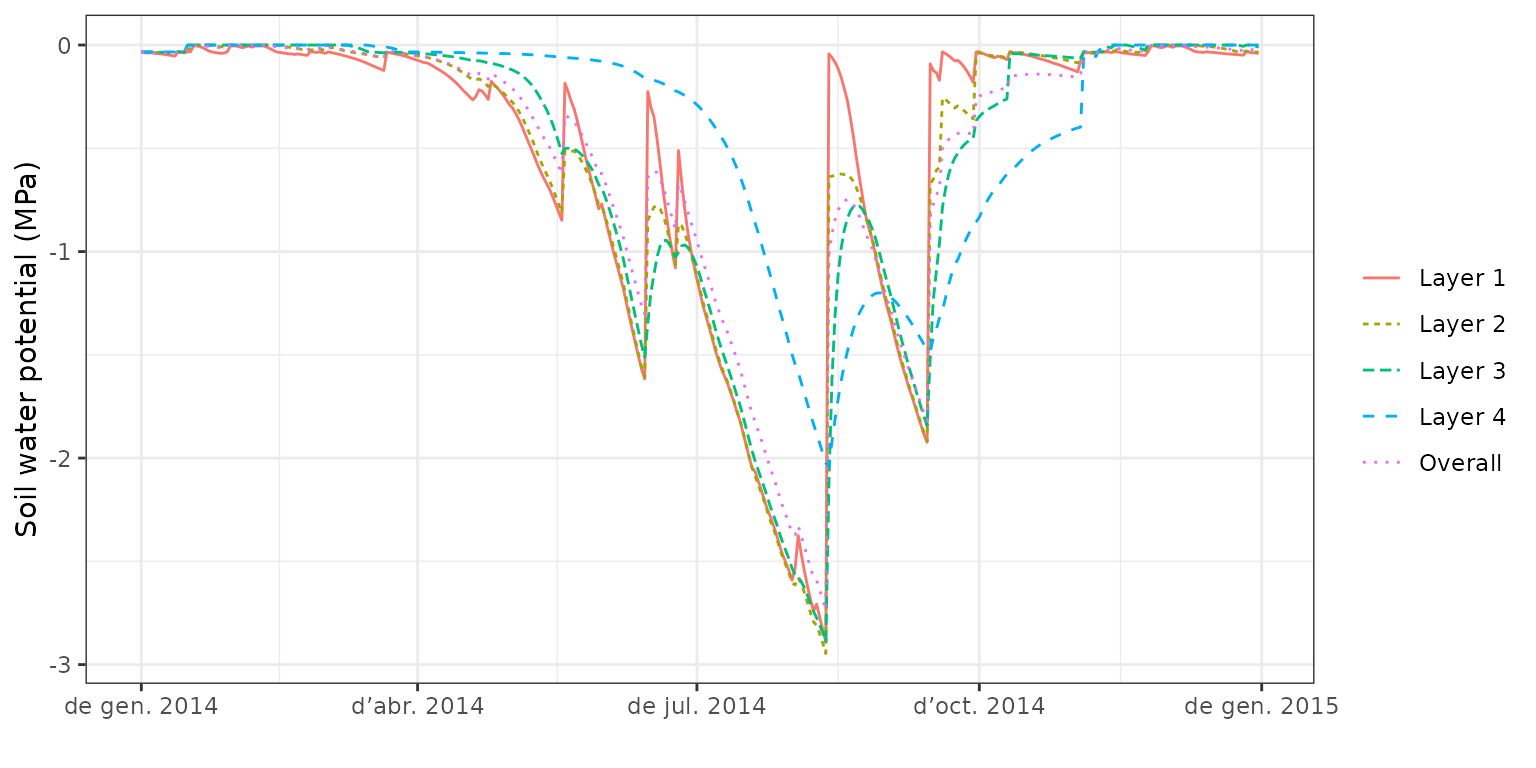 Soil water potential (MPa)
0
-1
-2
-3
de gen. 2014
d’abr. 2014
de jul. 2014
d’oct. 2014
de gen. 2015
Layer 1
Layer 2
Layer 3
Layer 4
Overall